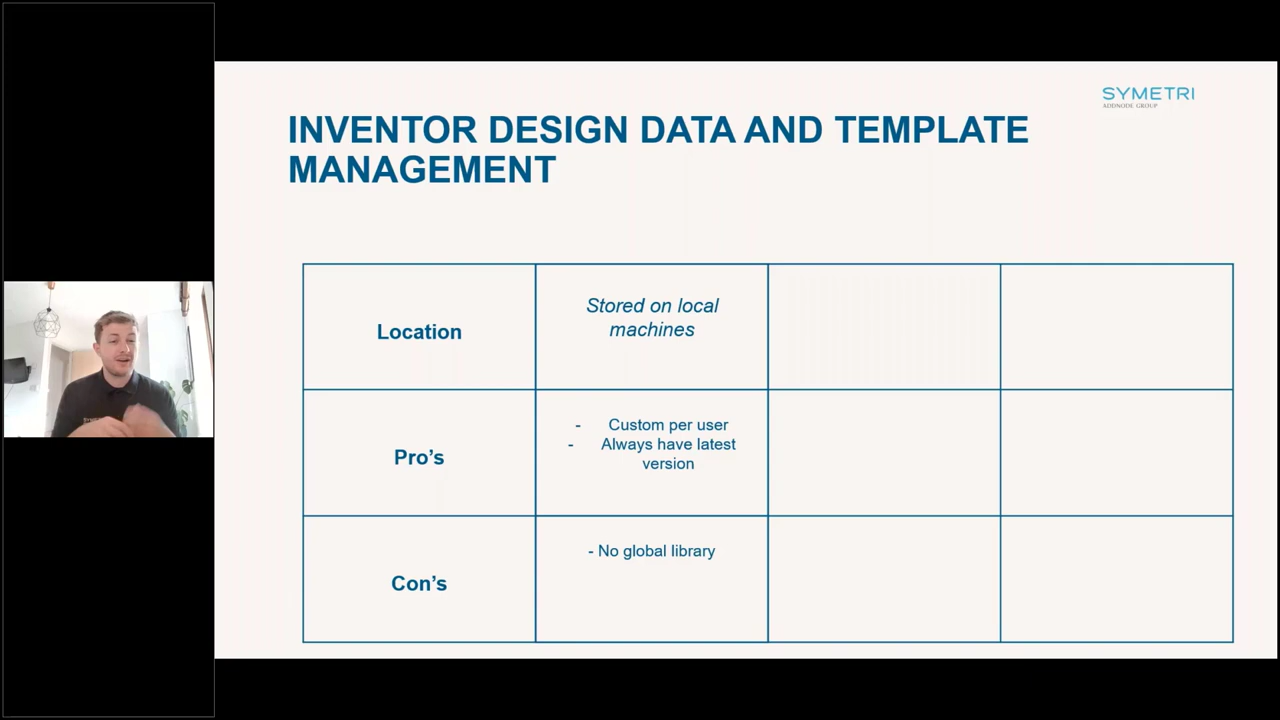 SYMETRI
ADDNODE GROUP
INVENTOR DESIGN DATA AND TEMPLATE
MANAGEMENT
Location
Stored on local
machines
Pro’s
- Custom per user
- Always have latest
version
Con’s
- No global library